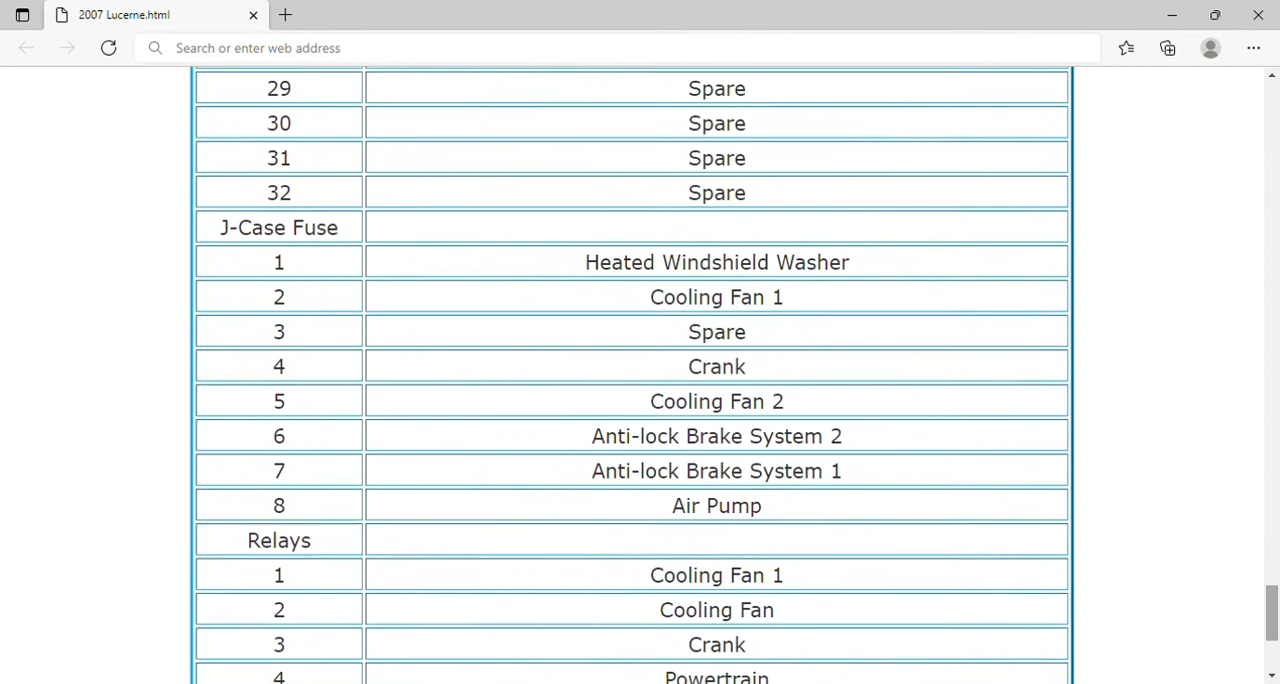 2007 Lucerne.html
Search or enter web address
29 Spare
30 Spare
31 Spare
32 Spare
J-Case Fuse
1 Heated Windshield Washer
2 Cooling Fan 1
3 Spare
4 Crank
5 Cooling Fan 2
6 Anti-lock Brake System 2
7 Anti-lock Brake System 1
8 Air Pump
Relays
1 Cooling Fan 1
2 Cooling Fan
3 Crank
4 Powertrain